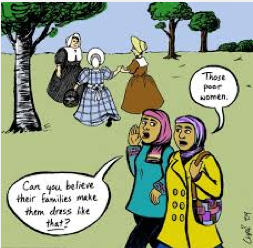 Those
poor
women.
Can you believe
their families make
them dress like
that?